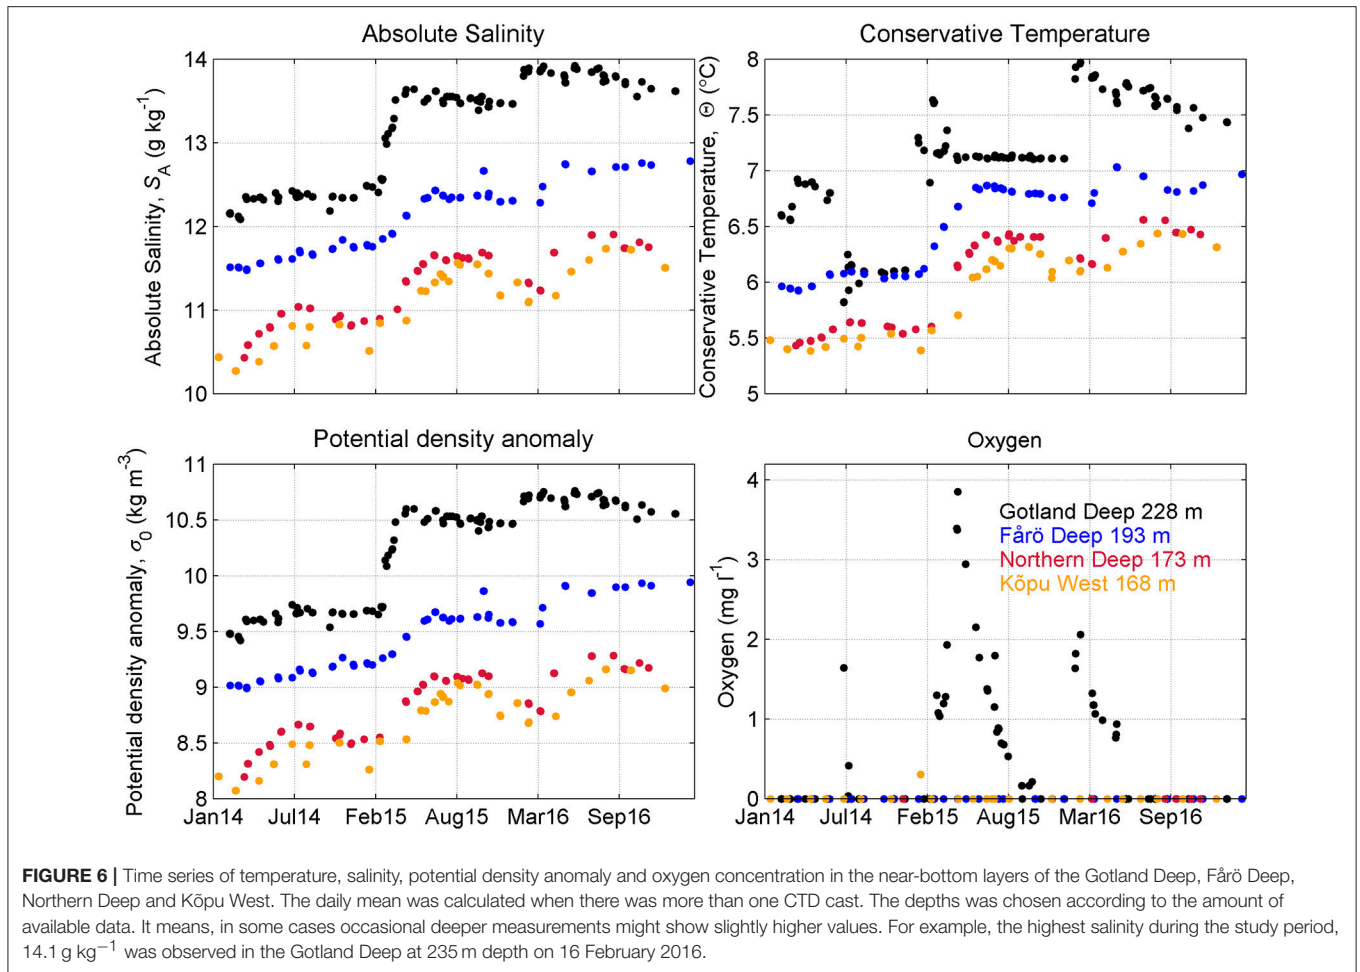 Absolute Salinity
Conservative Temperature
Absolute Salinity, S_A (g kg⁻¹)
14
13
12
11
10
Conservative Temperature, Θ (°C)
8
7.5
7
6.5
6
5.5
5
Potential density anomaly
Oxygen
Potential density anomaly, σ₀ (kg m⁻³)
11
10.5
10
9.5
9
8.5
8
Jan14 Jul14 Feb15 Aug15 Mar16 Sep16
Oxygen (mg l⁻¹)
4
3
2
1
0
Gotland Deep 228 m
Fårö Deep 193 m
Northern Deep 173 m
Kõpu West 168 m
Jan14 Jul14 Feb15 Aug15 Mar16 Sep16
FIGURE 6 | Time series of temperature, salinity, potential density anomaly and oxygen concentration in the near-bottom layers of the Gotland Deep, Fårö Deep,
Northern Deep and Kõpu West. The daily mean was calculated when there was more than one CTD cast. The depths was chosen according to the amount of
available data. It means, in some cases occasional deeper measurements might show slightly higher values. For example, the highest salinity during the study period,
14.1 g kg⁻¹ was observed in the Gotland Deep at 235 m depth on 16 February 2016.